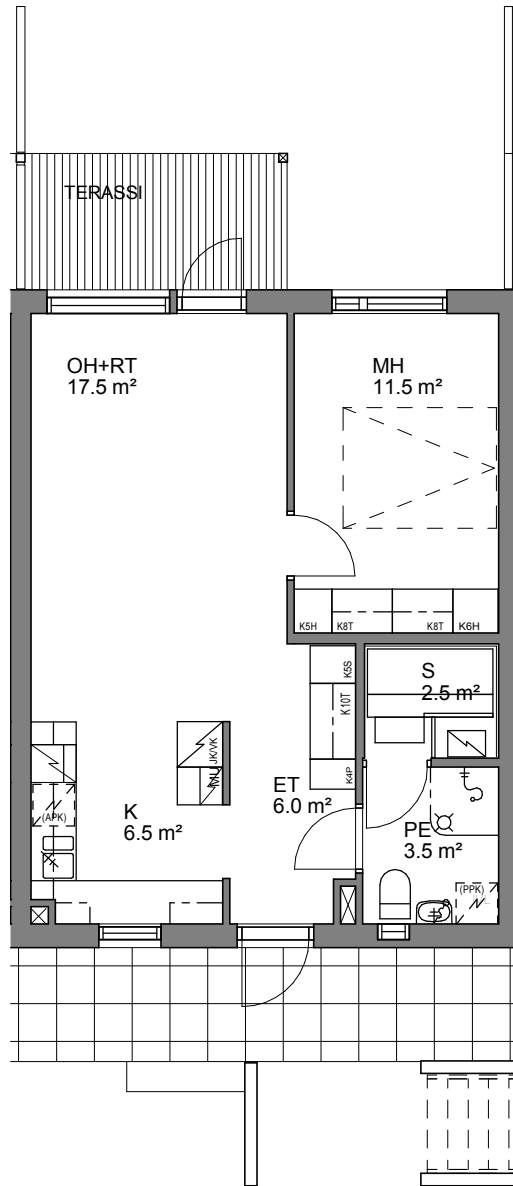 TERASSI
OH+RT
17.5 m²
MH
11.5 m²
K5H
K8T
K8T
K6H
K5S
K10T
K4P
S
2.5 m²
JK/VK
MU
ET
6.0 m²
K
6.5 m²
(APK)
PE
3.5 m²
(PPK)